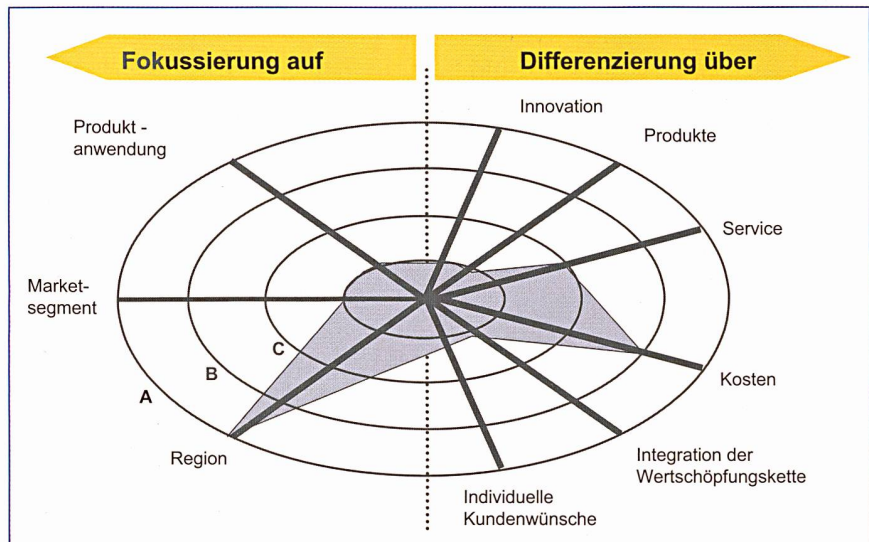 Fokussierung auf
Differenzierung über
Innovation
Produkt -
anwendung
Produkte
Service
Market-
segment
C
B
A
Kosten
Region
Integration der
Wertschöpfungskette
Individuelle
Kundenwünsche